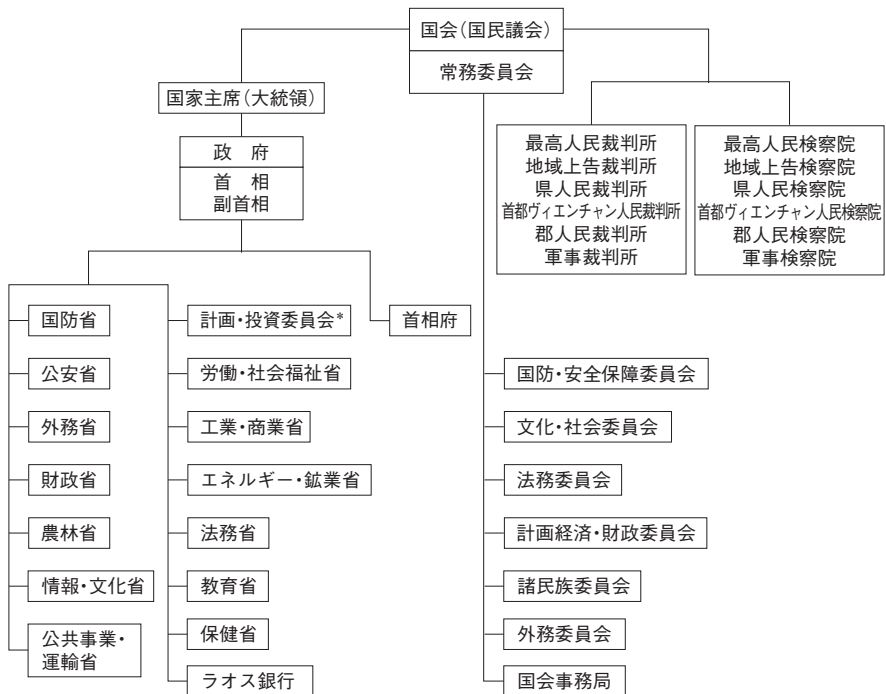 国会（国民議会）
常務委員会
国家主席（大統領）
政　府
首　相
副首相
最高人民裁判所
地域上告裁判所
県人民裁判所
首都ヴィエンチャン人民裁判所
郡人民裁判所
軍事裁判所
最高人民検察院
地域上告検察院
県人民検察院
首都ヴィエンチャン人民検察院
郡人民検察院
軍事検察院
国防省
公安省
外務省
財政省
農林省
情報・文化省
公共事業・
運輸省
計画・投資委員会*
労働・社会福祉省
工業・商業省
エネルギー・鉱業省
法務省
教育省
保健省
ラオス銀行
首相府
国防・安全保障委員会
文化・社会委員会
法務委員会
計画経済・財政委員会
諸民族委員会
外務委員会
国会事務局